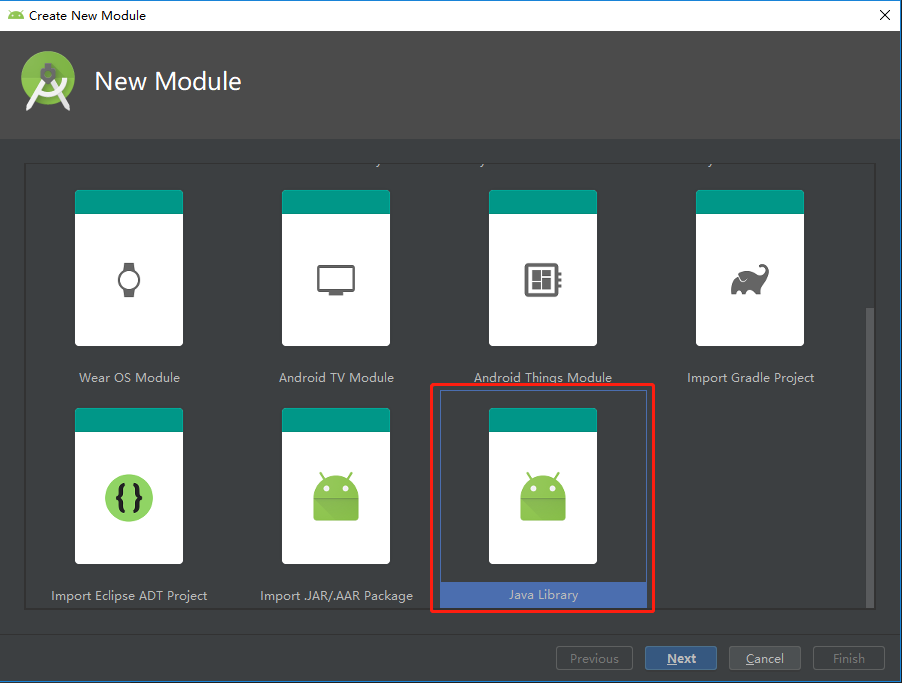 Create New Module
New Module
Wear OS Module
Android TV Module
Android Things Module
Import Gradle Project
Import Eclipse ADT Project
Import .JAR/.AAR Package
Java Library
Previous
Next
Cancel
Finish